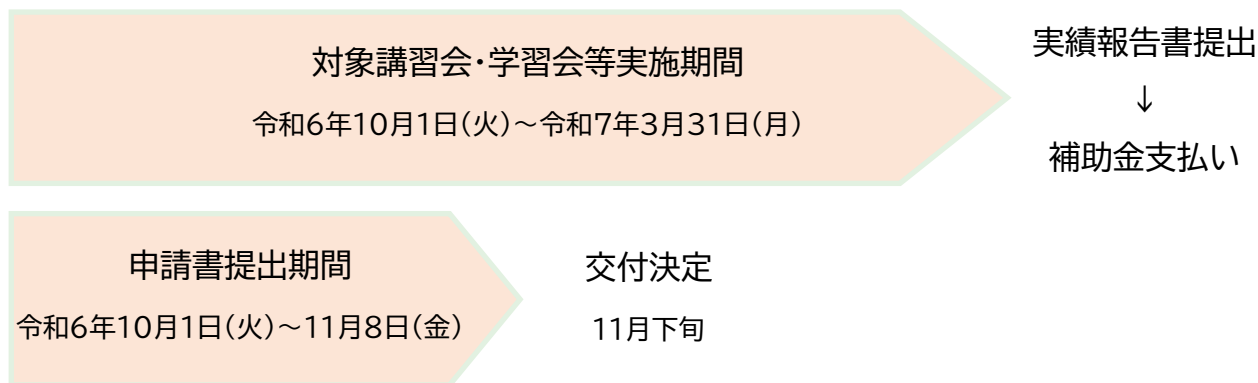 対象講習会・学習会等実施期間
令和6年10月1日(火)～令和7年3月31日(月)
実績報告書提出
↓
補助金支払い
申請書提出期間
令和6年10月1日(火)～11月8日(金)
交付決定
11月下旬